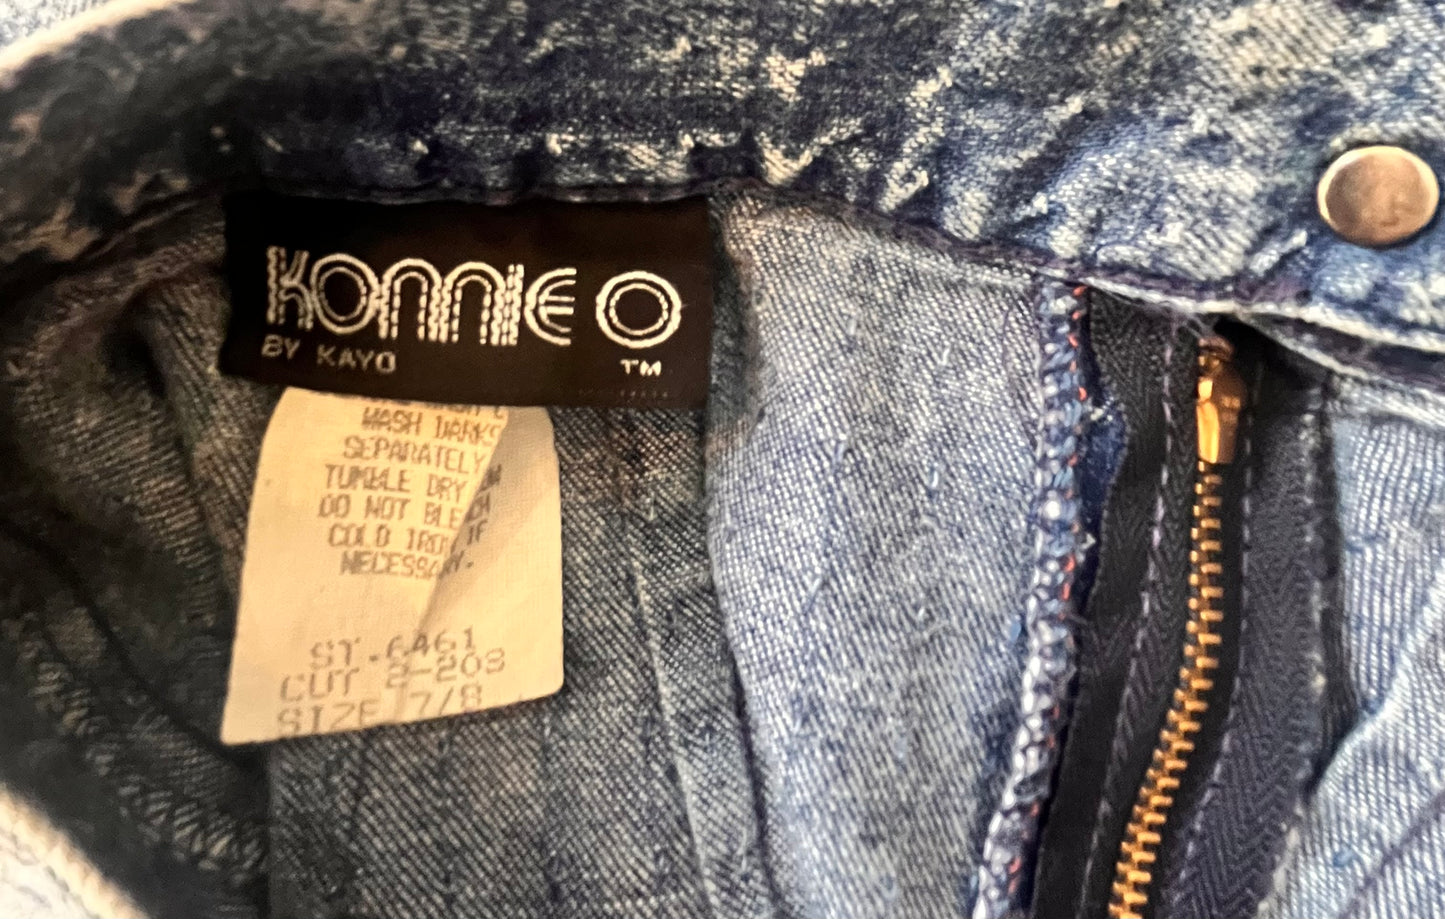 KONNIE O
BY KAYO TM
WASH DARKS
SEPARATELY
TUMBLE DRY
DO NOT BLEACH
COLD IRON IF
NECESSARY.
ST.6461
CUT 2-208
SIZE 7/8